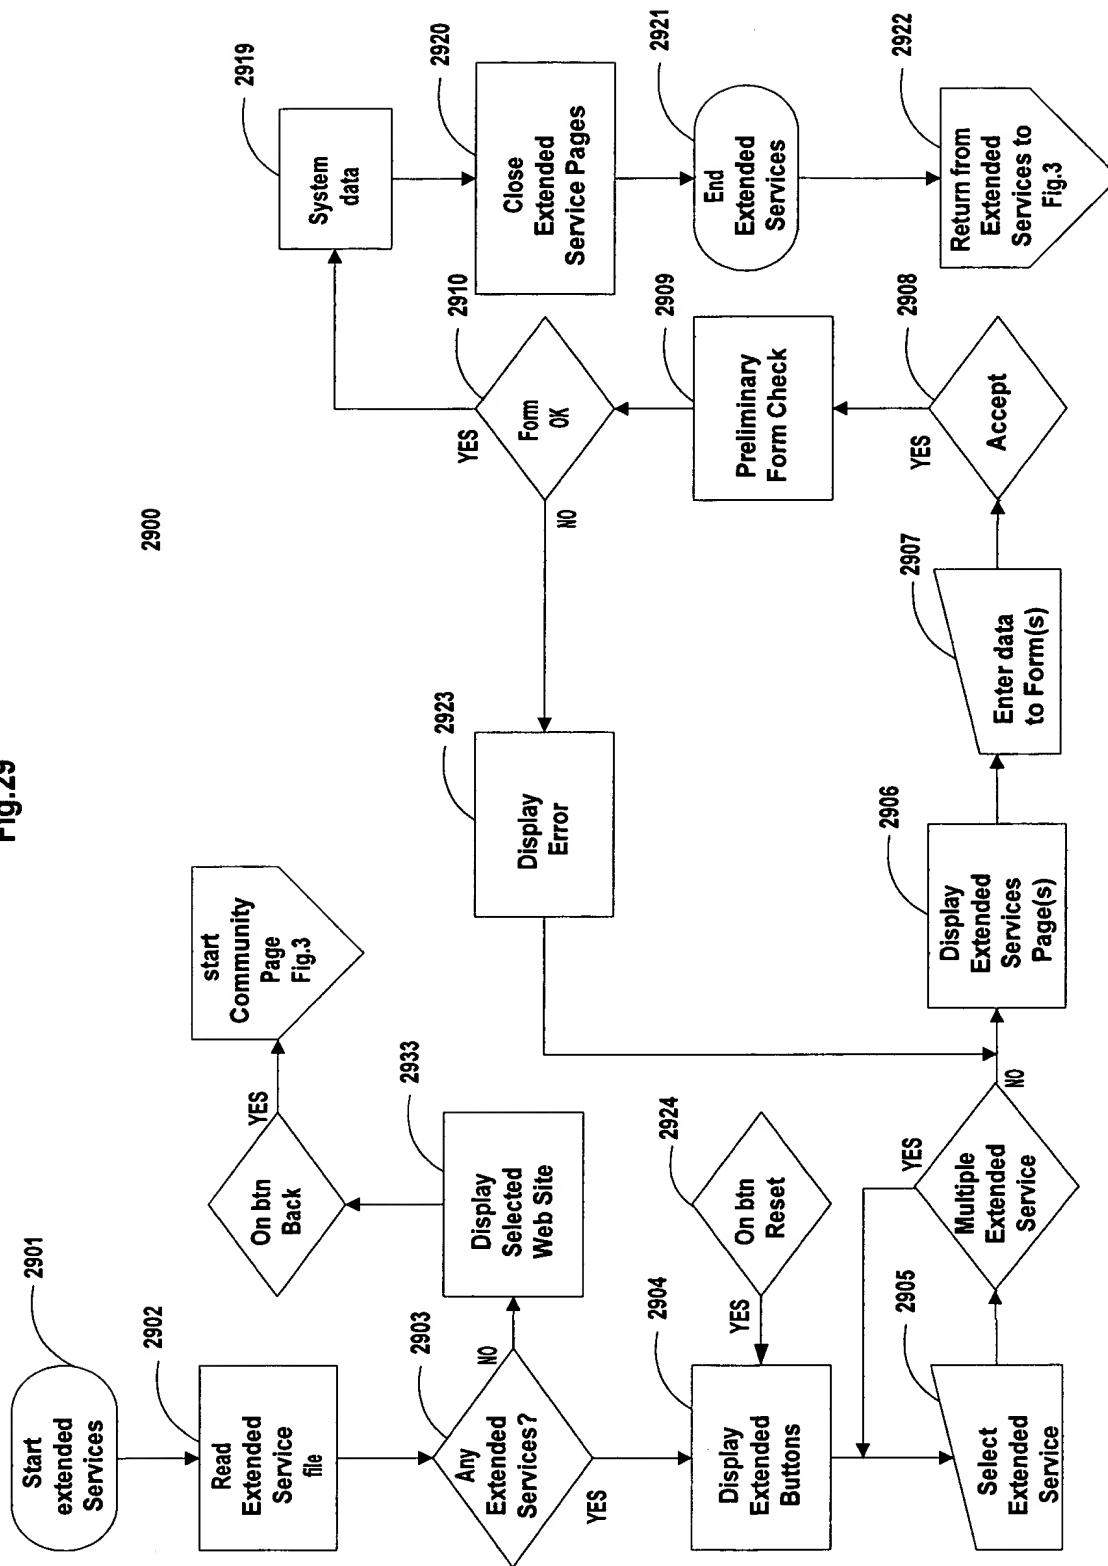 Fig.29
2900
Start
extended
Services
2901
Read
Extended
Service
file
2902
Any
Extended
Services?
2903
NO
YES
Display
Selected
Web Site
2933
On btn
Back
YES
start
Community
Page
Fig.3
Display
Extended
Buttons
2904
YES
On btn
Reset
2924
Select
Extended
Service
2905
Multiple
Extended
Service
YES
NO
Display
Extended
Services
Page(s)
2906
Enter data
to Form(s)
2907
Accept
2908
YES
Preliminary
Form Check
2909
Form
OK
2910
YES
NO
Display
Error
2923
System
data
2919
Close
Extended
Service Pages
2920
End
Extended
Services
2921
Return from
Extended
Services to
Fig.3
2922